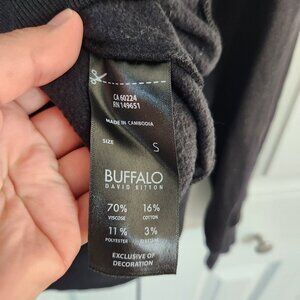 CA 60224
RN 149651
MADE IN CAMBODIA
SIZE S
BUFFALO
DAVID BITTON
70% 16%
VISCOSE COTTON
11% 3%
POLYESTER ELASTANE
EXCLUSIVE OF
DECORATION